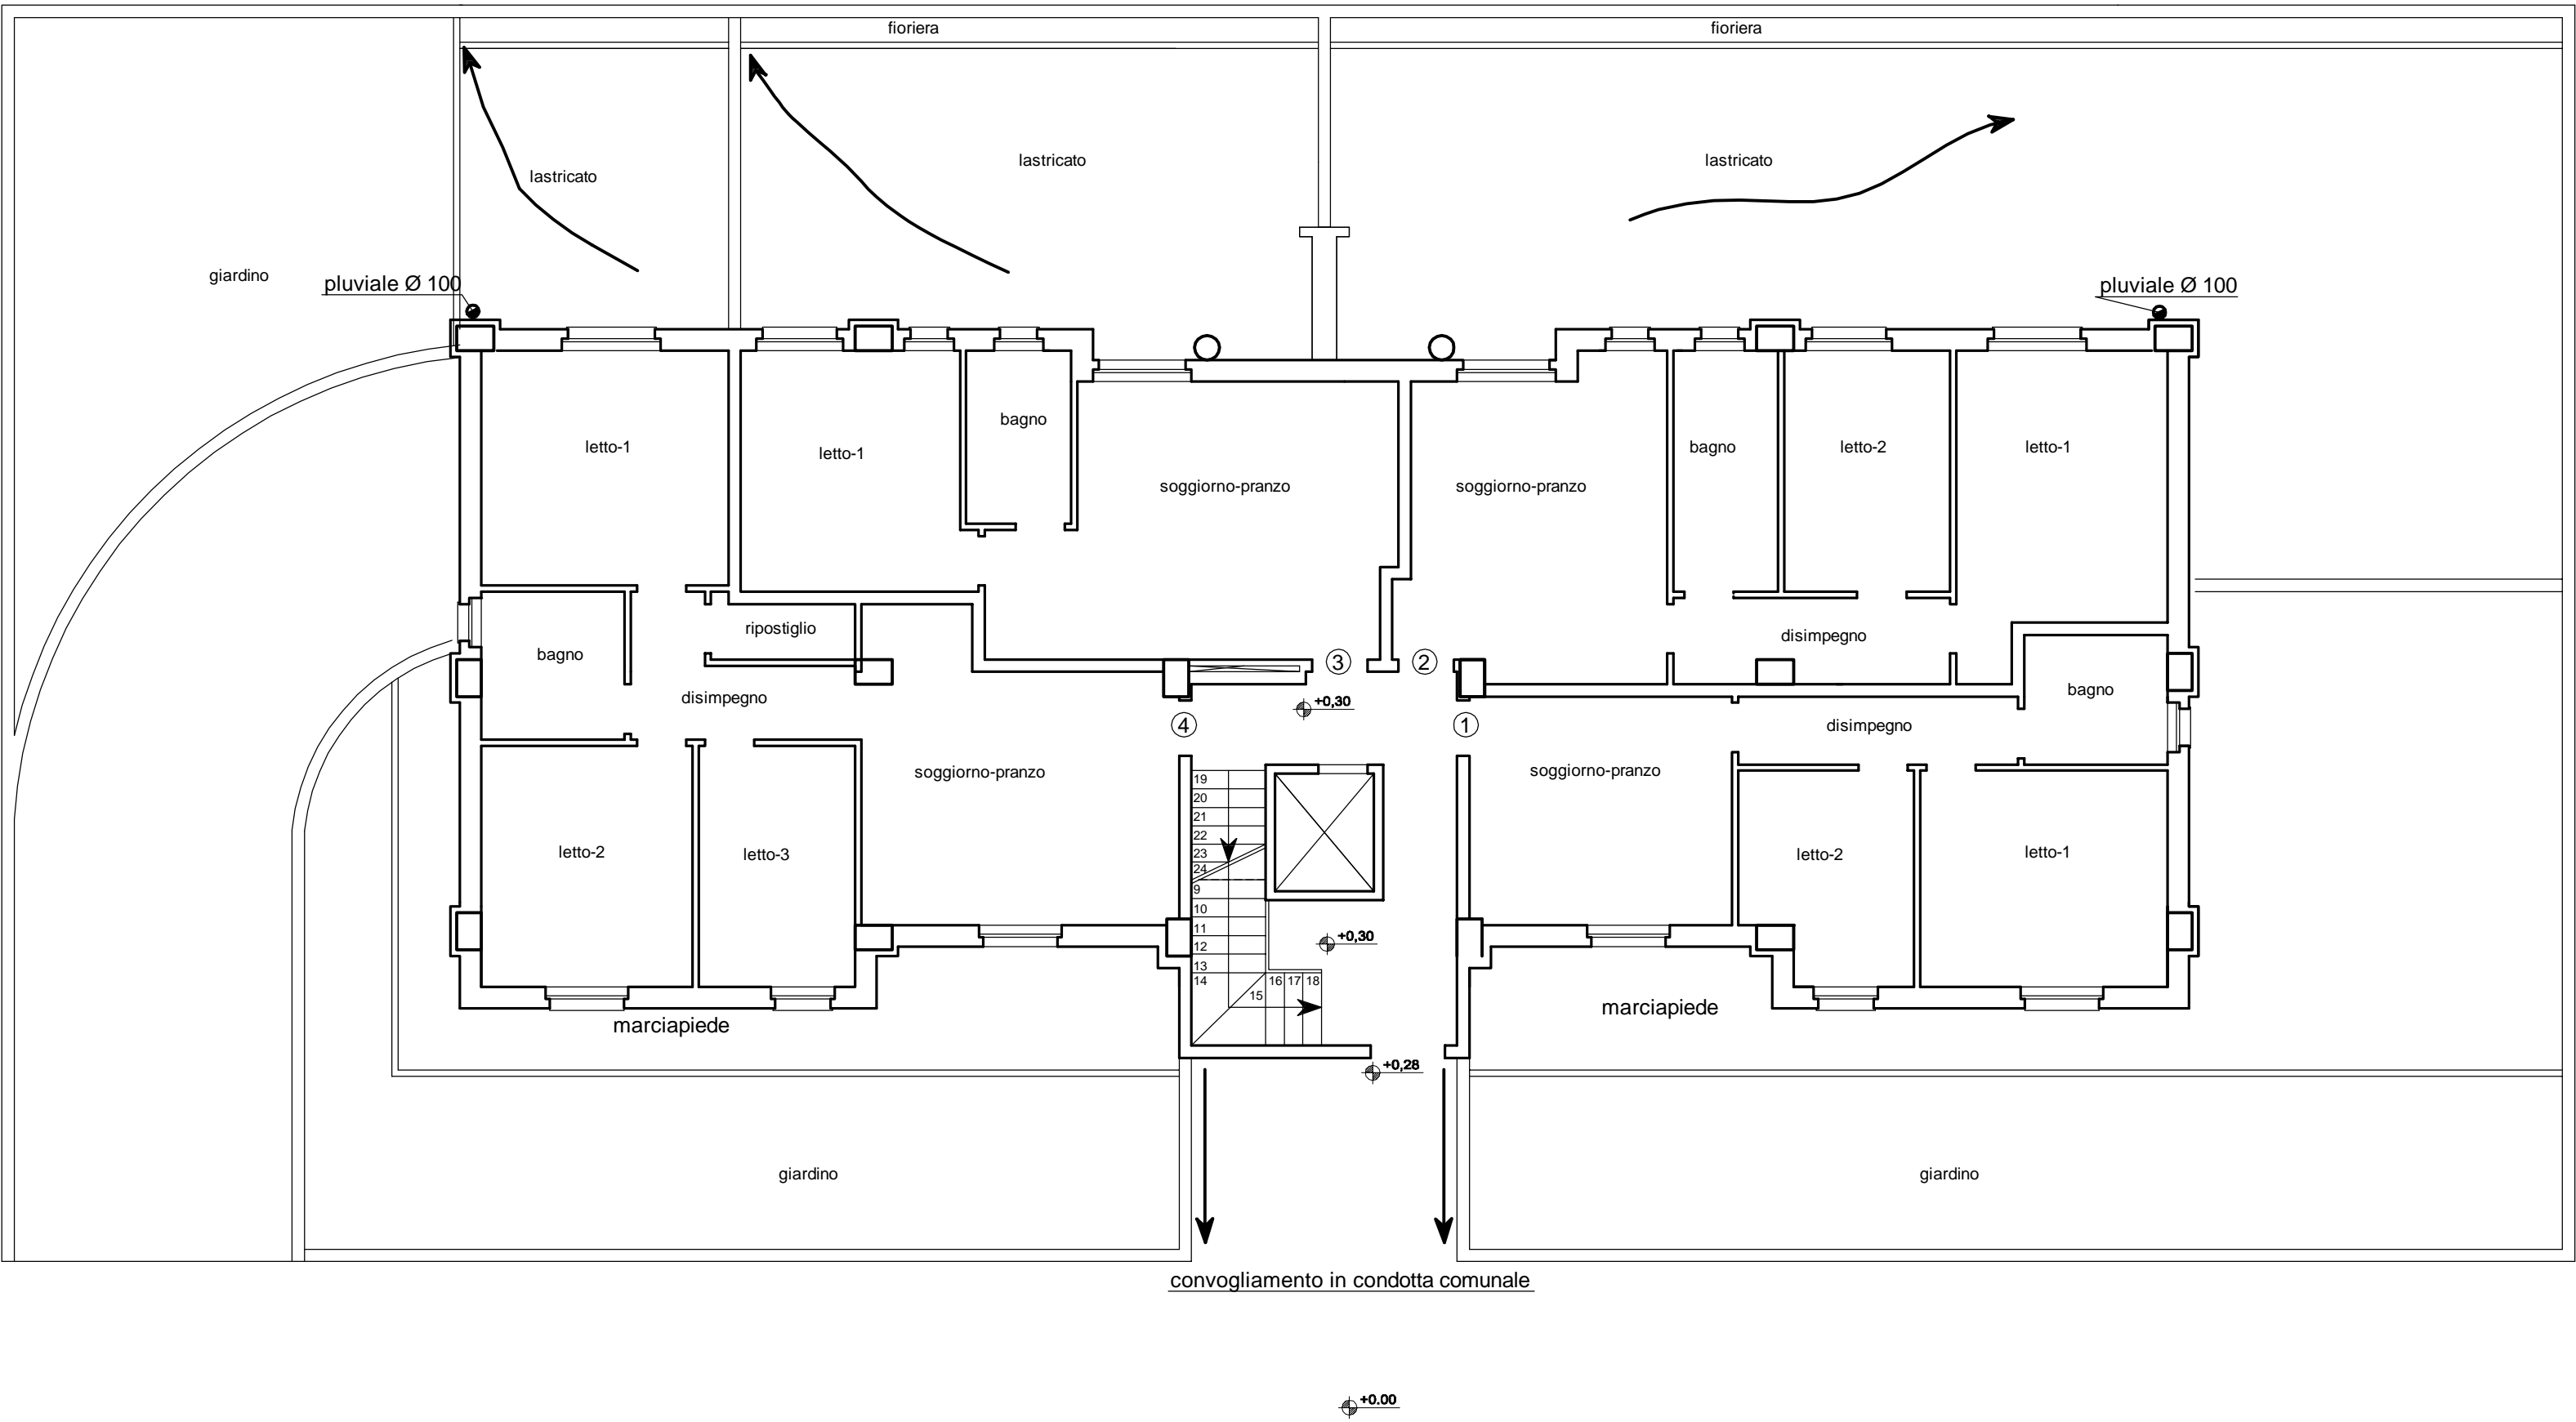 fioriera
fioriera
lastricato
lastricato
lastricato
giardino
pluviale Ø 100
pluviale Ø 100
letto-1
letto-1
bagno
soggiorno-pranzo
soggiorno-pranzo
bagno
letto-2
letto-1
ripostiglio
disimpegno
bagno
3
2
disimpegno
+0,30
bagno
4
1
disimpegno
soggiorno-pranzo
soggiorno-pranzo
19
20
21
22
23
24
9
10
11
12
13
14
15
16
17
18
letto-2
letto-3
letto-2
letto-1
+0,30
marciapiede
marciapiede
+0,28
giardino
giardino
convogliamento in condotta comunale
+0.00